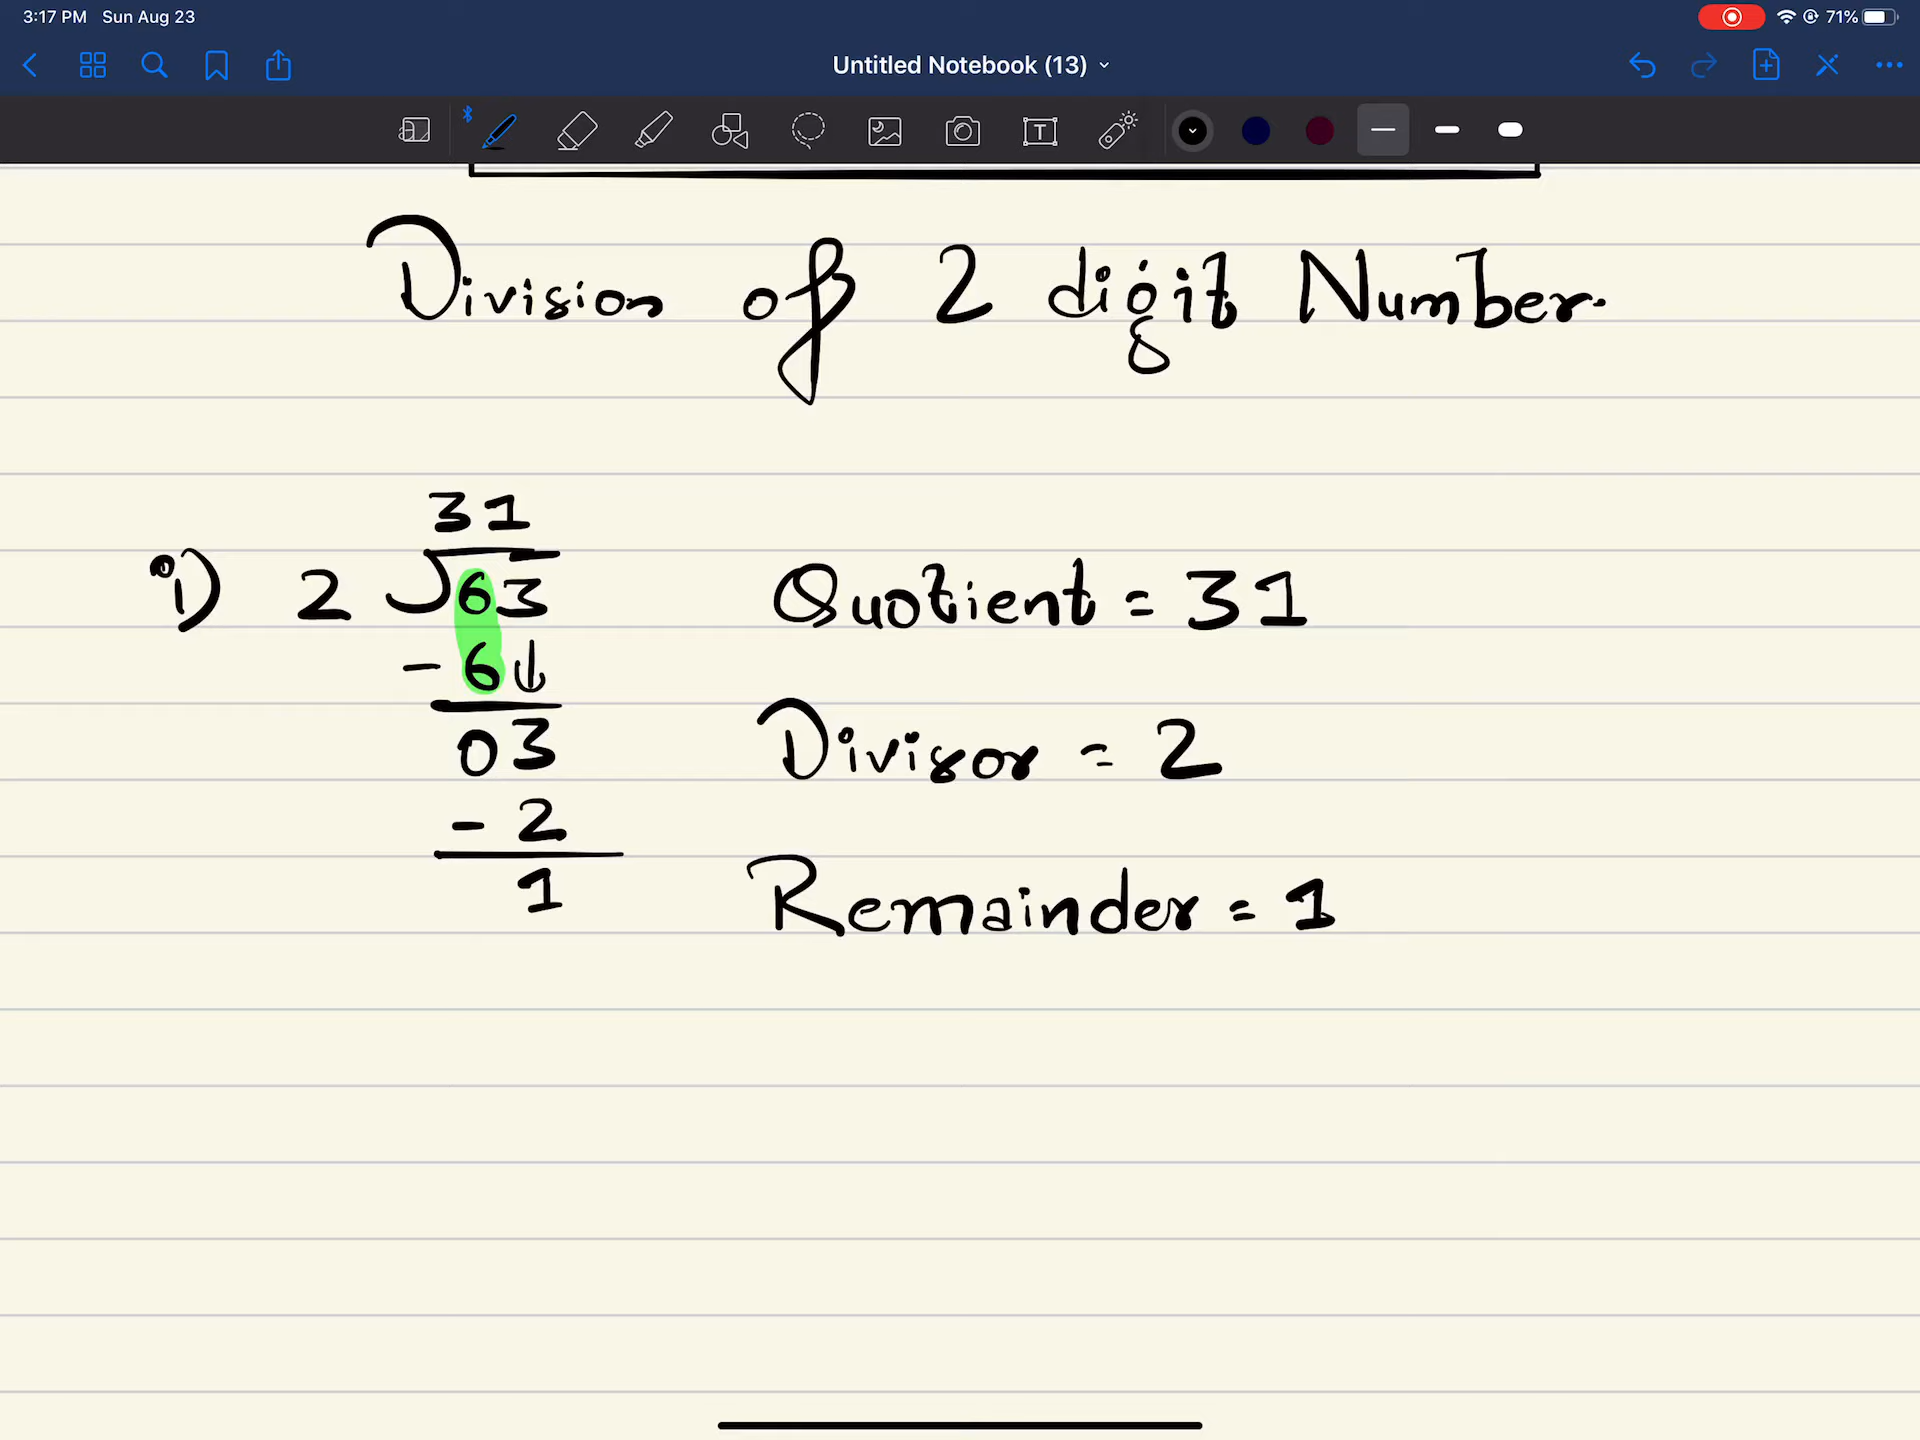 3:17 PM Sun Aug 23 71%
Untitled Notebook (13)
Division of 2 digit Number.
31
i) 2 63
- 6↓
03
- 2
1
Quotient = 31
Divisor = 2
Remainder = 1